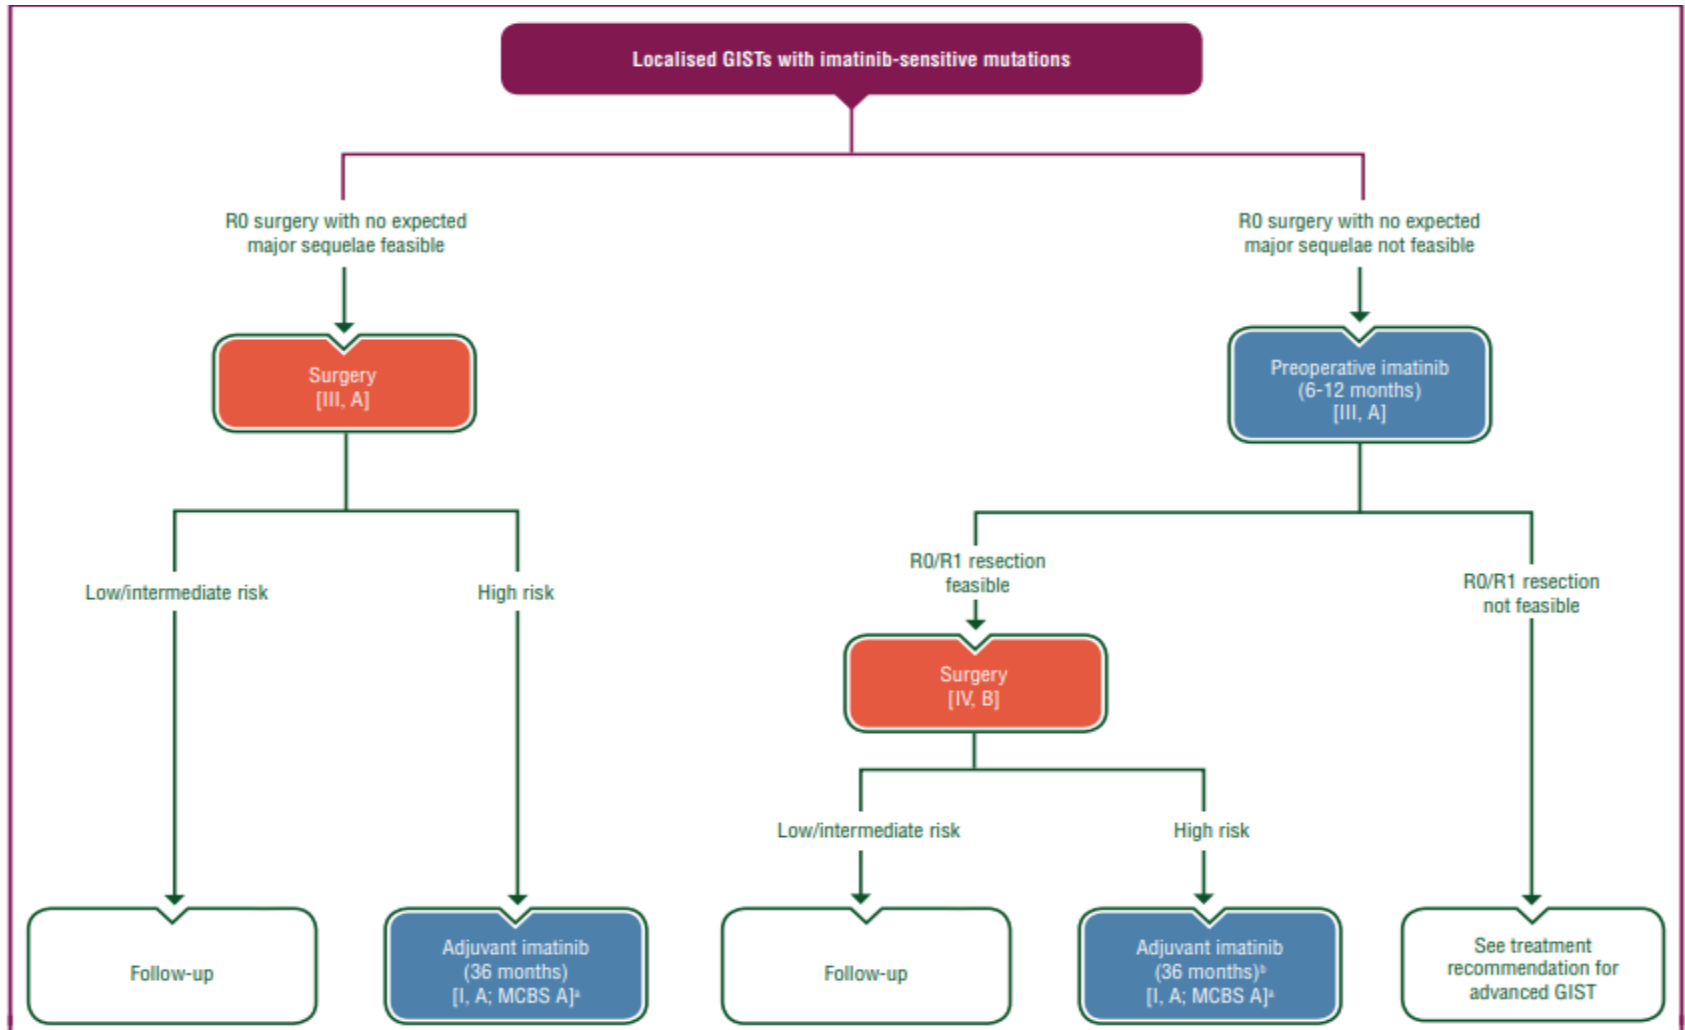 Localised GISTs with imatinib-sensitive mutations
R0 surgery with no expected
major sequelae feasible
R0 surgery with no expected
major sequelae not feasible
Surgery
[III, A]
Preoperative imatinib
(6-12 months)
[III, A]
Low/intermediate risk
High risk
R0/R1 resection
feasible
R0/R1 resection
not feasible
Surgery
[IV, B]
Low/intermediate risk
High risk
Follow-up
Adjuvant imatinib
(36 months)
[I, A; MCBS A]ᵃ
Follow-up
Adjuvant imatinib
(36 months)ᵇ
[I, A; MCBS A]ᵃ
See treatment
recommendation for
advanced GIST